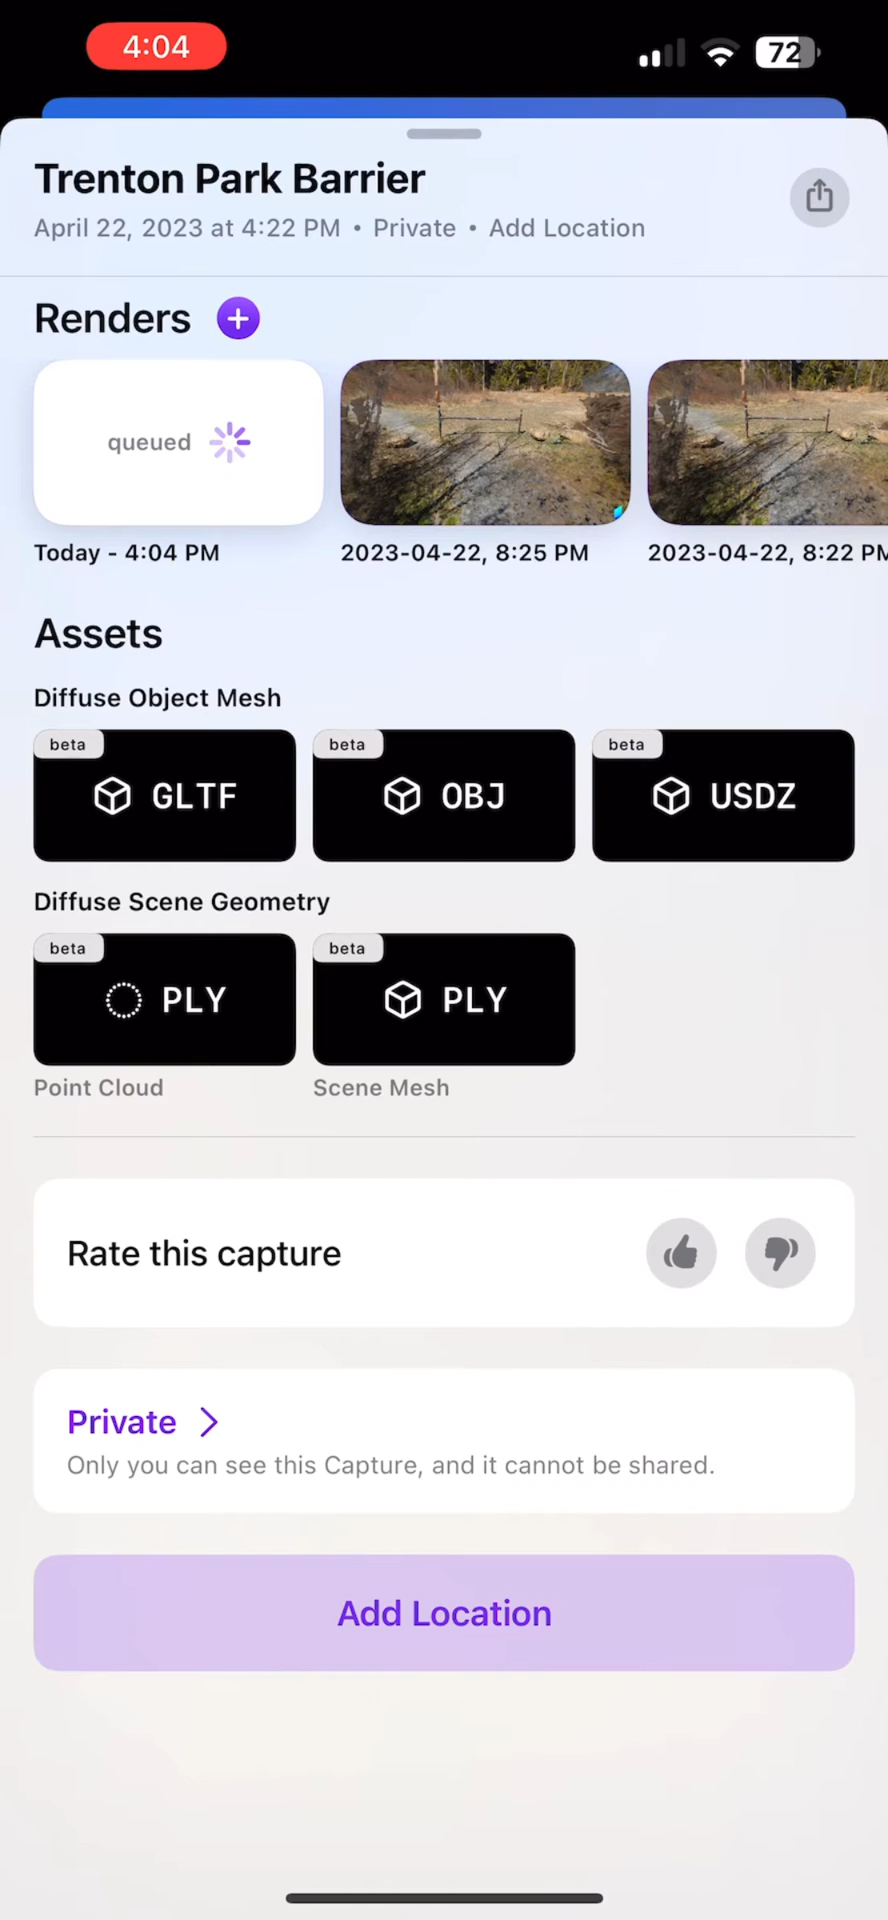 4:04
72
Trenton Park Barrier
April 22, 2023 at 4:22 PM • Private • Add Location
Renders
queued
Today - 4:04 PM
2023-04-22, 8:25 PM
2023-04-22, 8:22 PM
Assets
Diffuse Object Mesh
beta
GLTF
beta
OBJ
beta
USDZ
Diffuse Scene Geometry
beta
PLY
beta
PLY
Point Cloud
Scene Mesh
Rate this capture
Private
Only you can see this Capture, and it cannot be shared.
Add Location